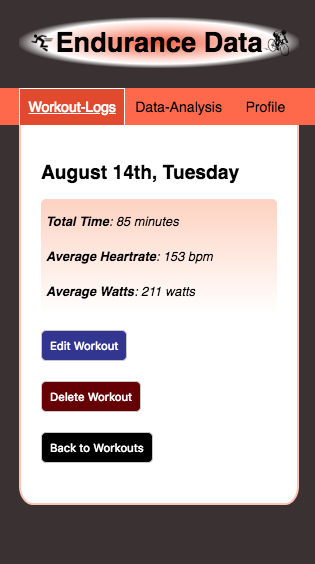 Endurance Data
Workout-Logs Data-Analysis Profile
August 14th, Tuesday
Total Time: 85 minutes
Average Heartrate: 153 bpm
Average Watts: 211 watts
Edit Workout
Delete Workout
Back to Workouts